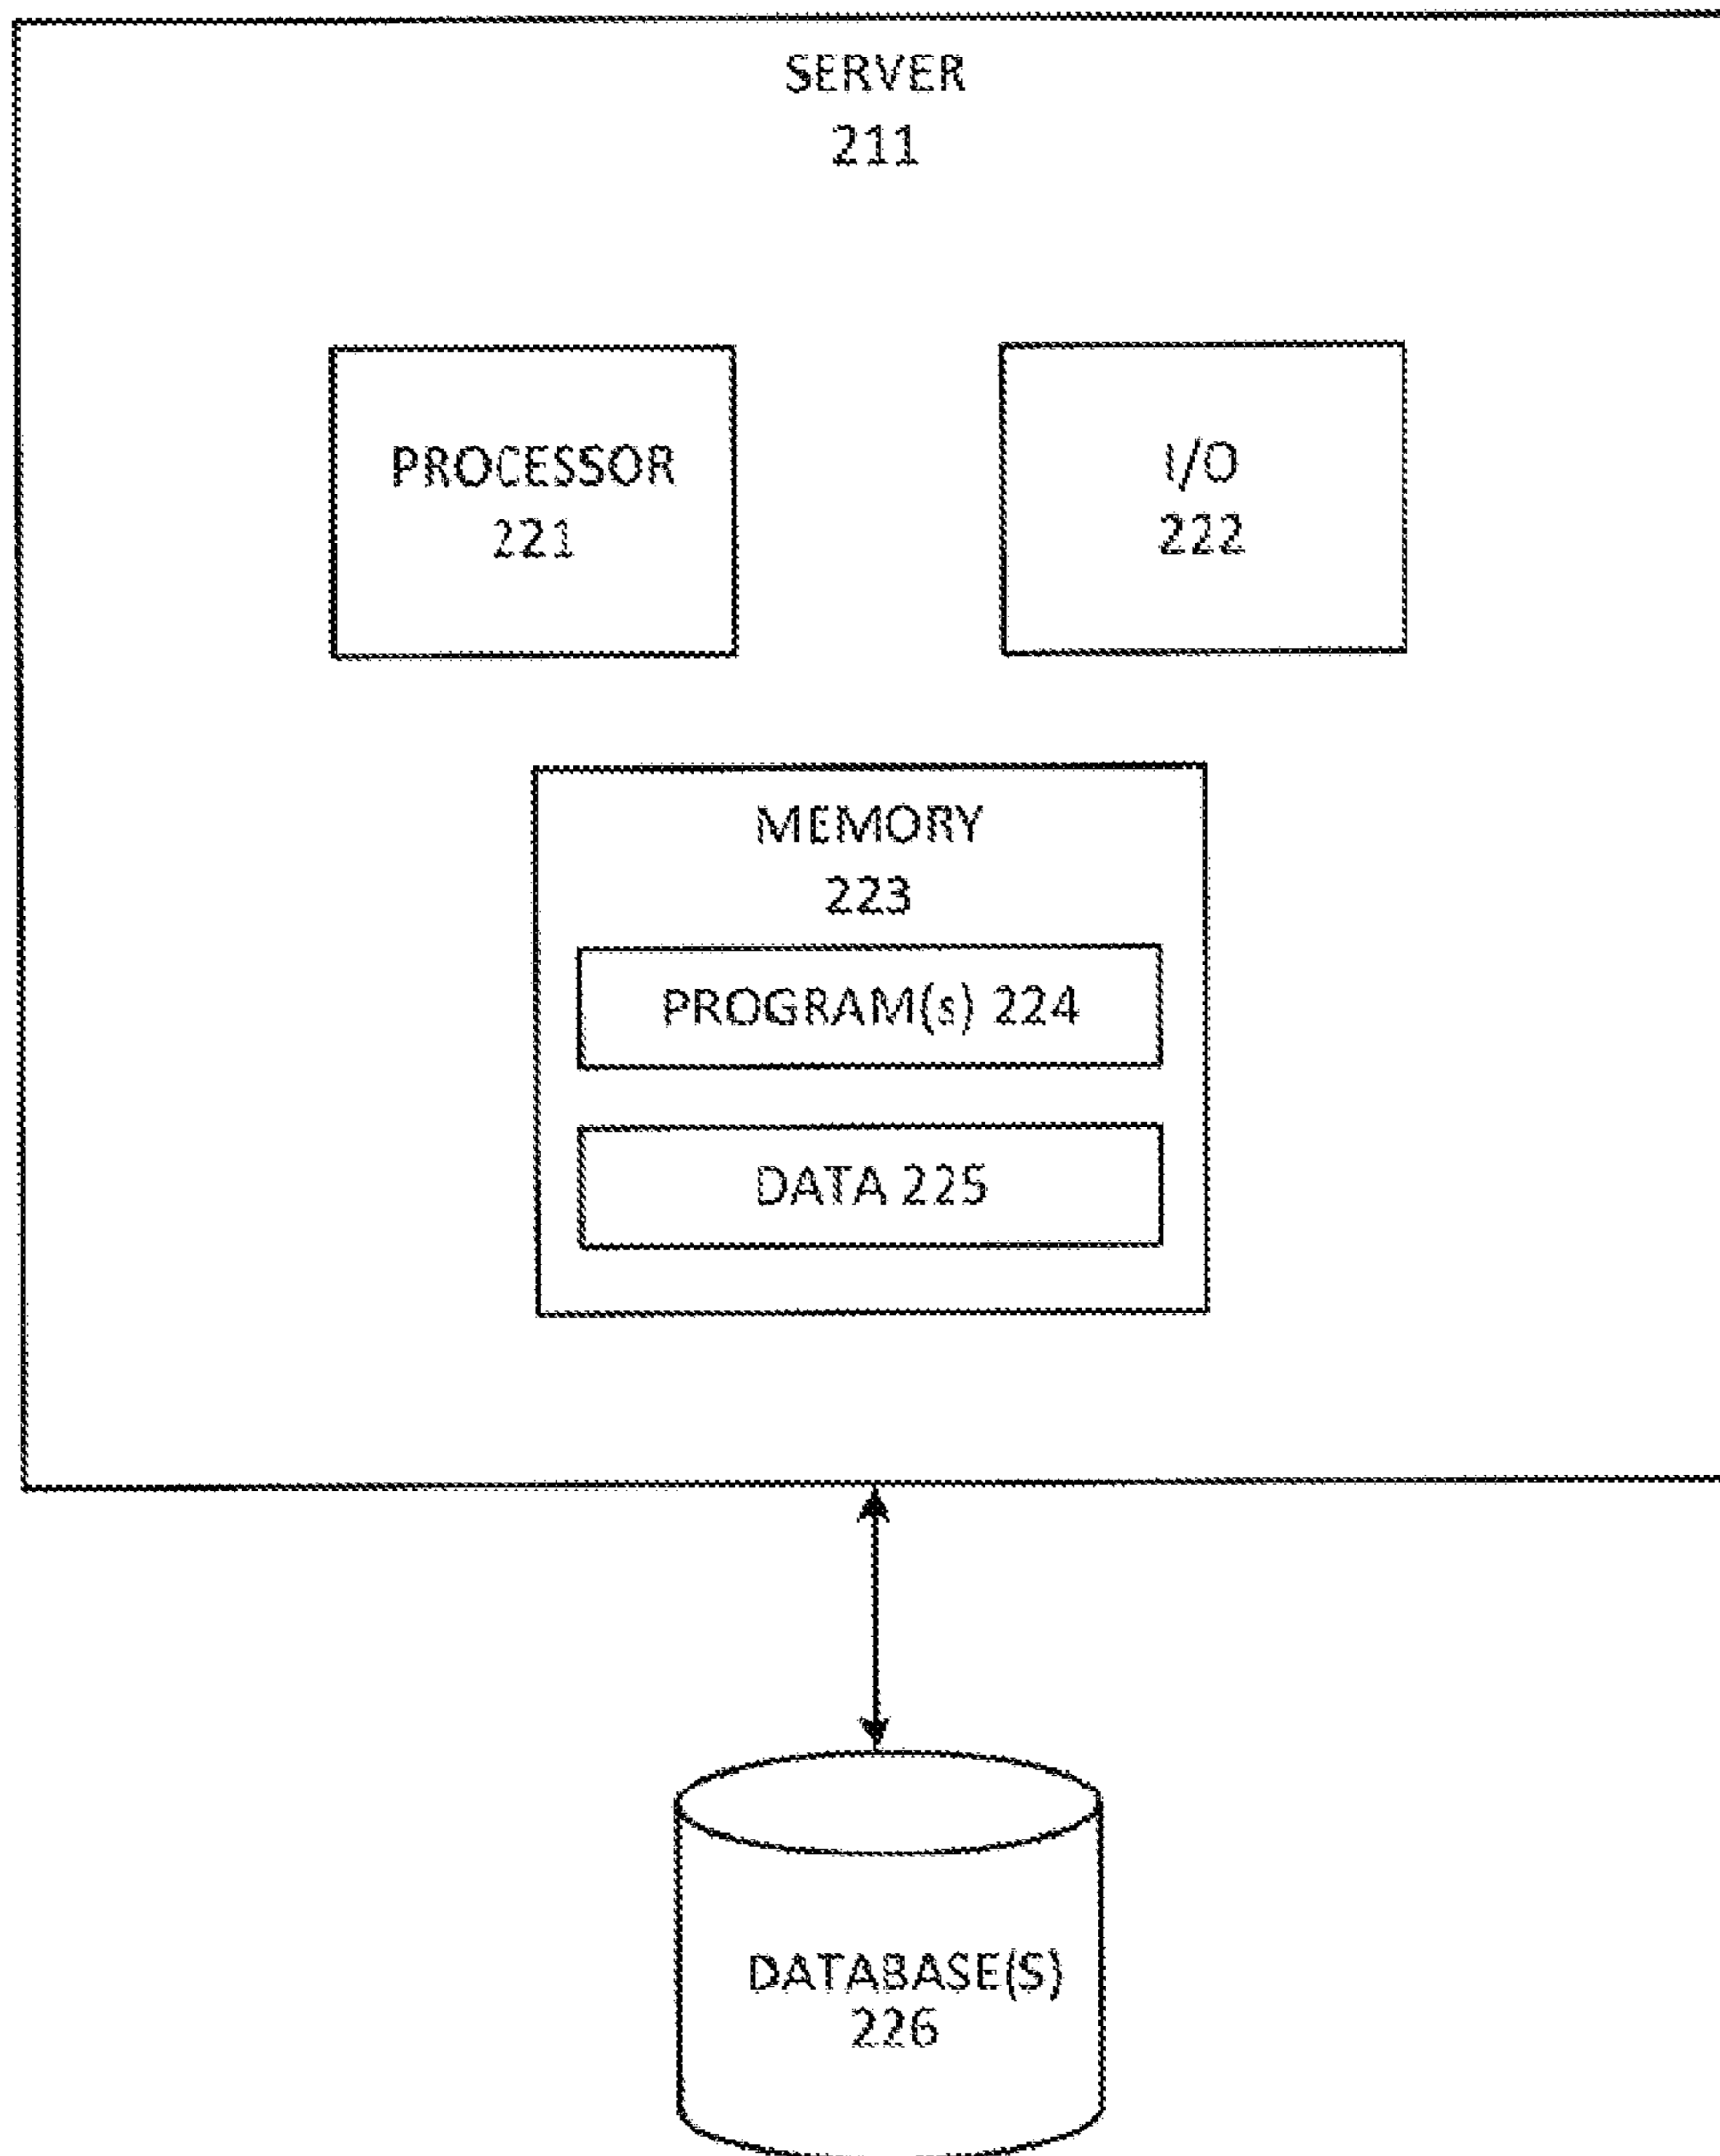 SERVER
211
PROCESSOR
221
I/O
222
MEMORY
223
PROGRAM(s) 224
DATA 225
DATABASE(S)
226